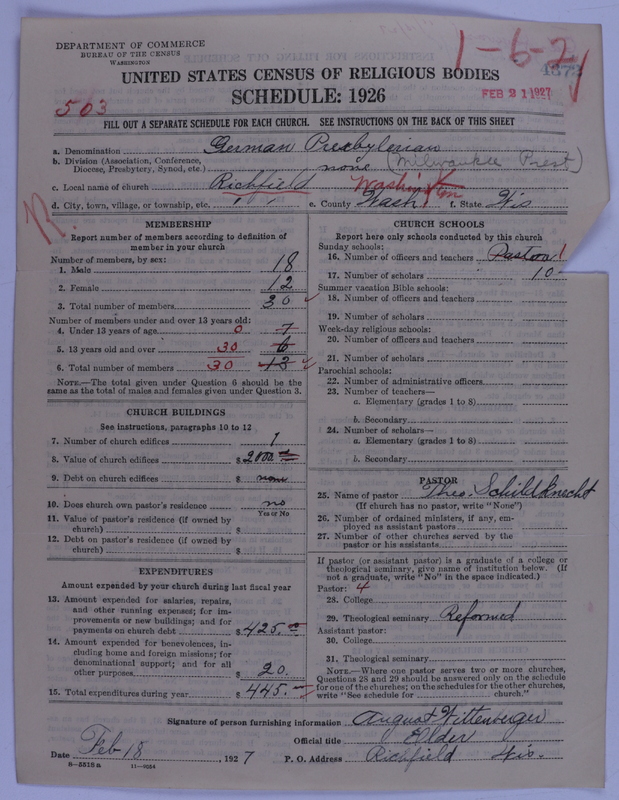 DEPARTMENT OF COMMERCE
BUREAU OF THE CENSUS
WASHINGTON
1-6-2
4372
UNITED STATES CENSUS OF RELIGIOUS BODIES
SCHEDULE: 1926
FEB 21 1927
503
FILL OUT A SEPARATE SCHEDULE FOR EACH CHURCH. SEE INSTRUCTIONS ON THE BACK OF THIS SHEET
a. Denomination German Presbyterian
b. Division (Association, Conference, Diocese, Presbytery, Synod, etc.) none (Milwaukee Prest)
c. Local name of church Richfield Washington
d. City, town, village, or township, etc. " " e. County Wash f. State Wis
R.
MEMBERSHIP
Report number of members according to definition of member in your church
Number of members, by sex:
1. Male 18
2. Female 12
3. Total number of members 30
Number of members under and over 13 years old:
4. Under 13 years of age 0 7
5. 13 years old and over 30 6
6. Total number of members 30 13
NOTE.—The total given under Question 6 should be the same as the total of males and females given under Question 3.
CHURCH BUILDINGS
See instructions, paragraphs 10 to 12
7. Number of church edifices 1
8. Value of church edifices $ 2000.
9. Debt on church edifices $ none
10. Does church own pastor's residence no
Yes or No
11. Value of pastor's residence (if owned by church) $
12. Debt on pastor's residence (if owned by church) $
EXPENDITURES
Amount expended by your church during last fiscal year
13. Amount expended for salaries, repairs, and other running expenses; for improvements or new buildings; and for payments on church debt $ 425.
14. Amount expended for benevolences, including home and foreign missions; for denominational support; and for all other purposes $ 20.
15. Total expenditures during year $ 445.
CHURCH SCHOOLS
Report here only schools conducted by this church
Sunday schools:
16. Number of officers and teachers Pastor 1
17. Number of scholars 10
Summer vacation Bible schools:
18. Number of officers and teachers
19. Number of scholars
Week-day religious schools:
20. Number of officers and teachers
21. Number of scholars
Parochial schools:
22. Number of administrative officers
23. Number of teachers—
a. Elementary (grades 1 to 8)
b. Secondary
24. Number of scholars—
a. Elementary (grades 1 to 8)
b. Secondary
PASTOR
25. Name of pastor Theo. Schildknecht
(If church has no pastor, write "None")
26. Number of ordained ministers, if any, employed as assistant pastors
27. Number of other churches served by the pastor or his assistants
If pastor (or assistant pastor) is a graduate of a college or theological seminary, give name of institution below. (If not a graduate, write "No" in the space indicated.)
Pastor: 4
28. College
29. Theological seminary Reformed
Assistant pastor:
30. College
31. Theological seminary
NOTE.—Where one pastor serves two or more churches, Questions 28 and 29 should be answered only on the schedule for one of the churches; on the schedules for the other churches, write "See schedule for church."
Signature of person furnishing information August Wittenberger
Official title Elder
Date Feb 18, 1927 P. O. Address Richfield Wis.
8-5518a 11-9054